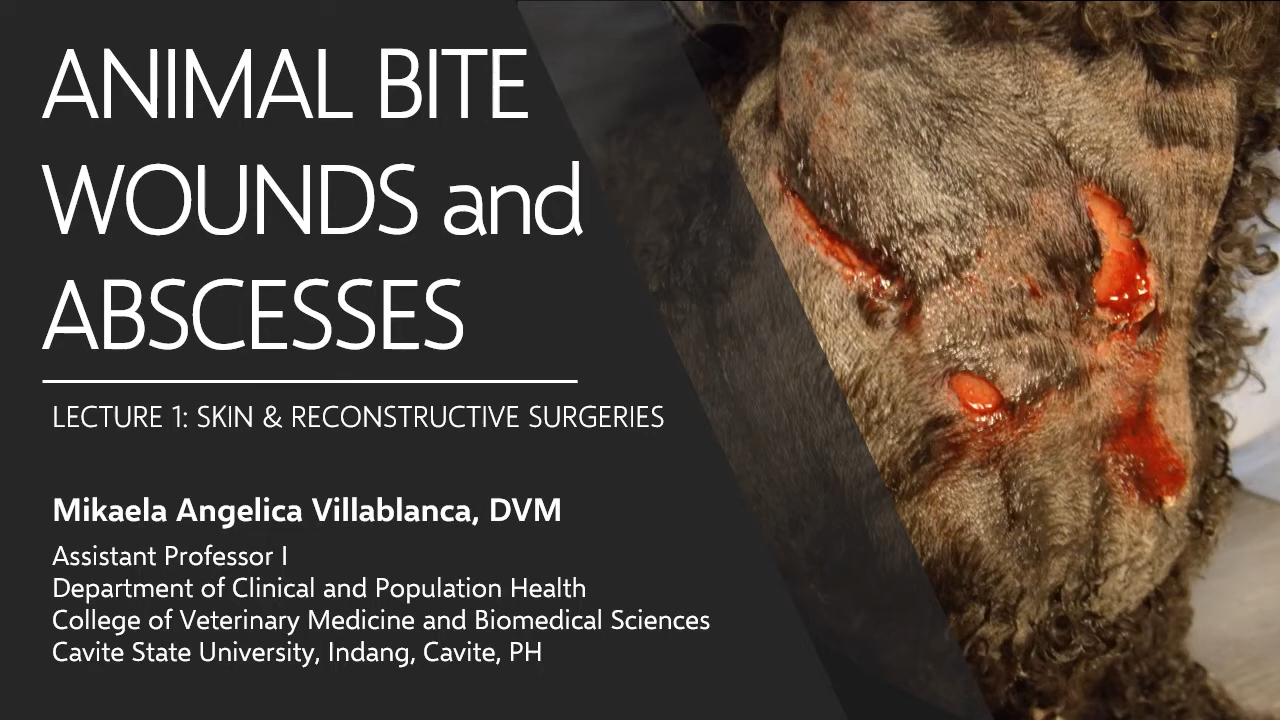 ANIMAL BITE
WOUNDS and
ABSCESSES
LECTURE 1: SKIN & RECONSTRUCTIVE SURGERIES
Mikaela Angelica Villablanca, DVM
Assistant Professor I
Department of Clinical and Population Health
College of Veterinary Medicine and Biomedical Sciences
Cavite State University, Indang, Cavite, PH